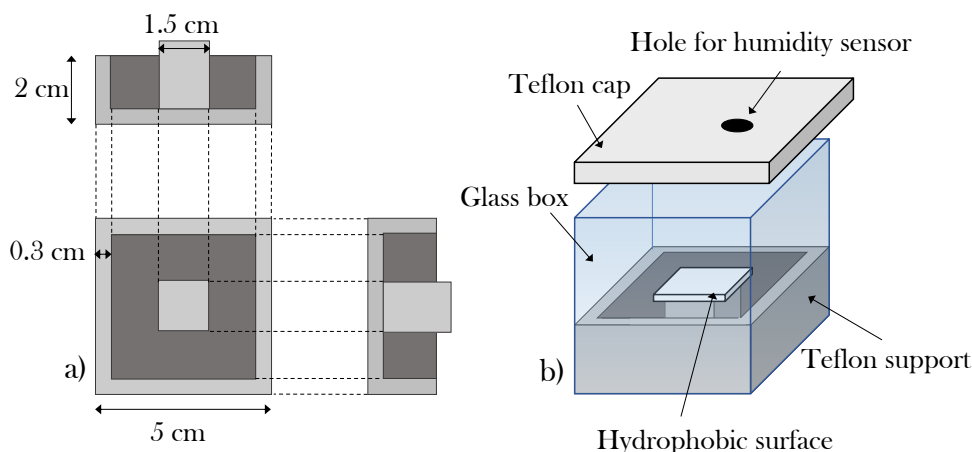 1.5 cm
2 cm
0.3 cm
a)
5 cm
Hole for humidity sensor
Teflon cap
Glass box
Teflon support
b)
Hydrophobic surface